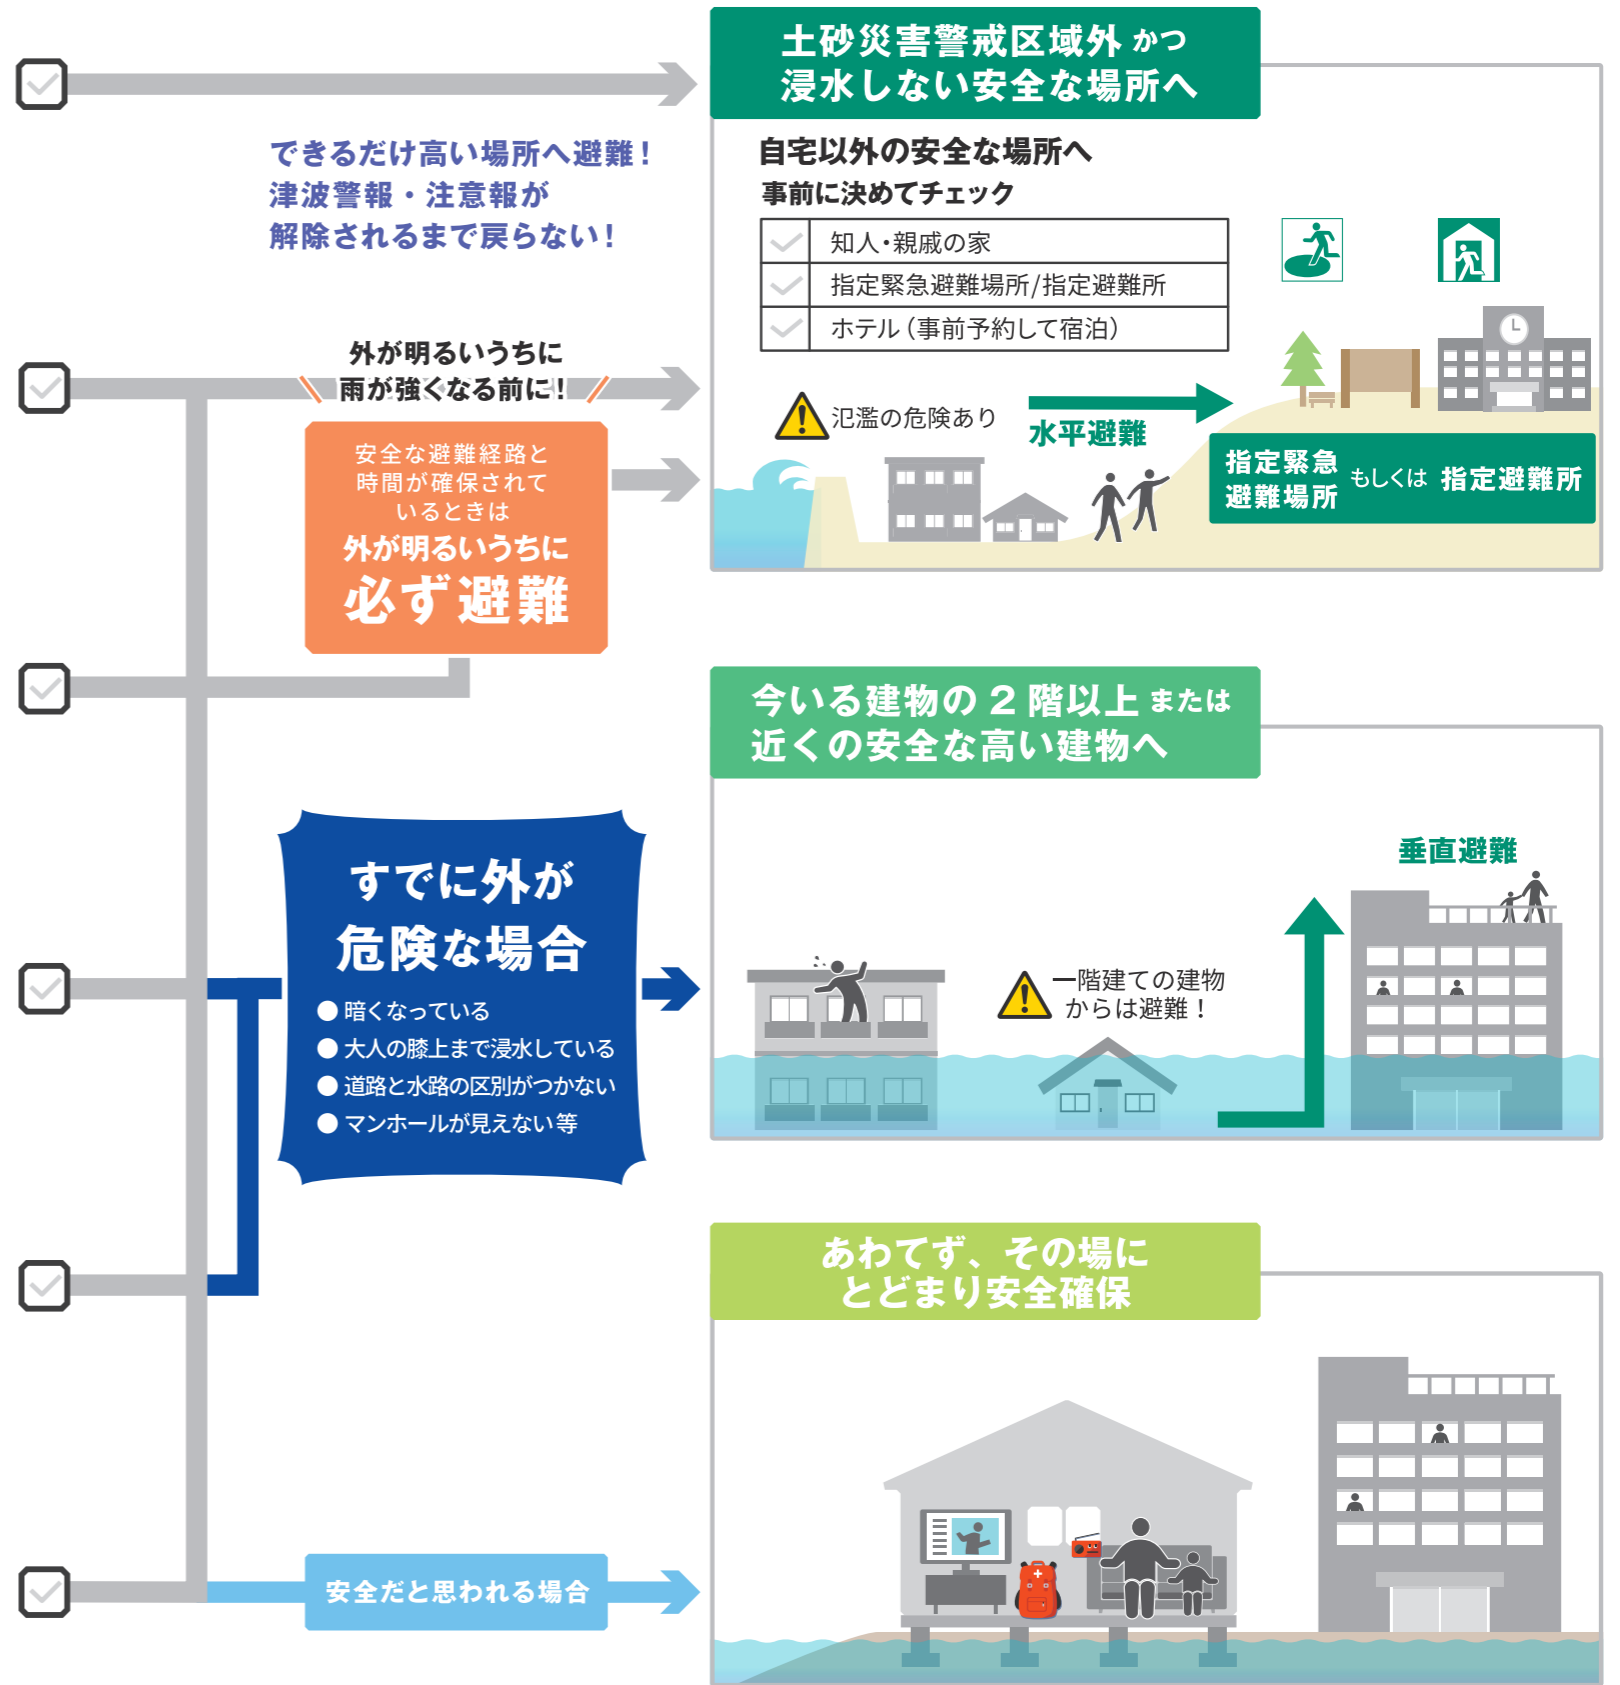 土砂災害警戒区域外 かつ
浸水しない安全な場所へ
できるだけ高い場所へ避難！
津波警報・注意報が
解除されるまで戻らない！
自宅以外の安全な場所へ
事前に決めてチェック
知人・親戚の家
指定緊急避難場所/指定避難所
ホテル（事前予約して宿泊）
外が明るいうちに
雨が強くなる前に！
氾濫の危険あり
水平避難
指定緊急
避難場所
もしくは
指定避難所
安全な避難経路と
時間が確保されて
いるときは
外が明るいうちに
必ず避難
今いる建物の２階以上 または
近くの安全な高い建物へ
すでに外が
危険な場合
●暗くなっている
●大人の膝上まで浸水している
●道路と水路の区別がつかない
●マンホールが見えない 等
垂直避難
一階建ての建物
からは避難！
あわてず、その場に
とどまり安全確保
安全だと思われる場合